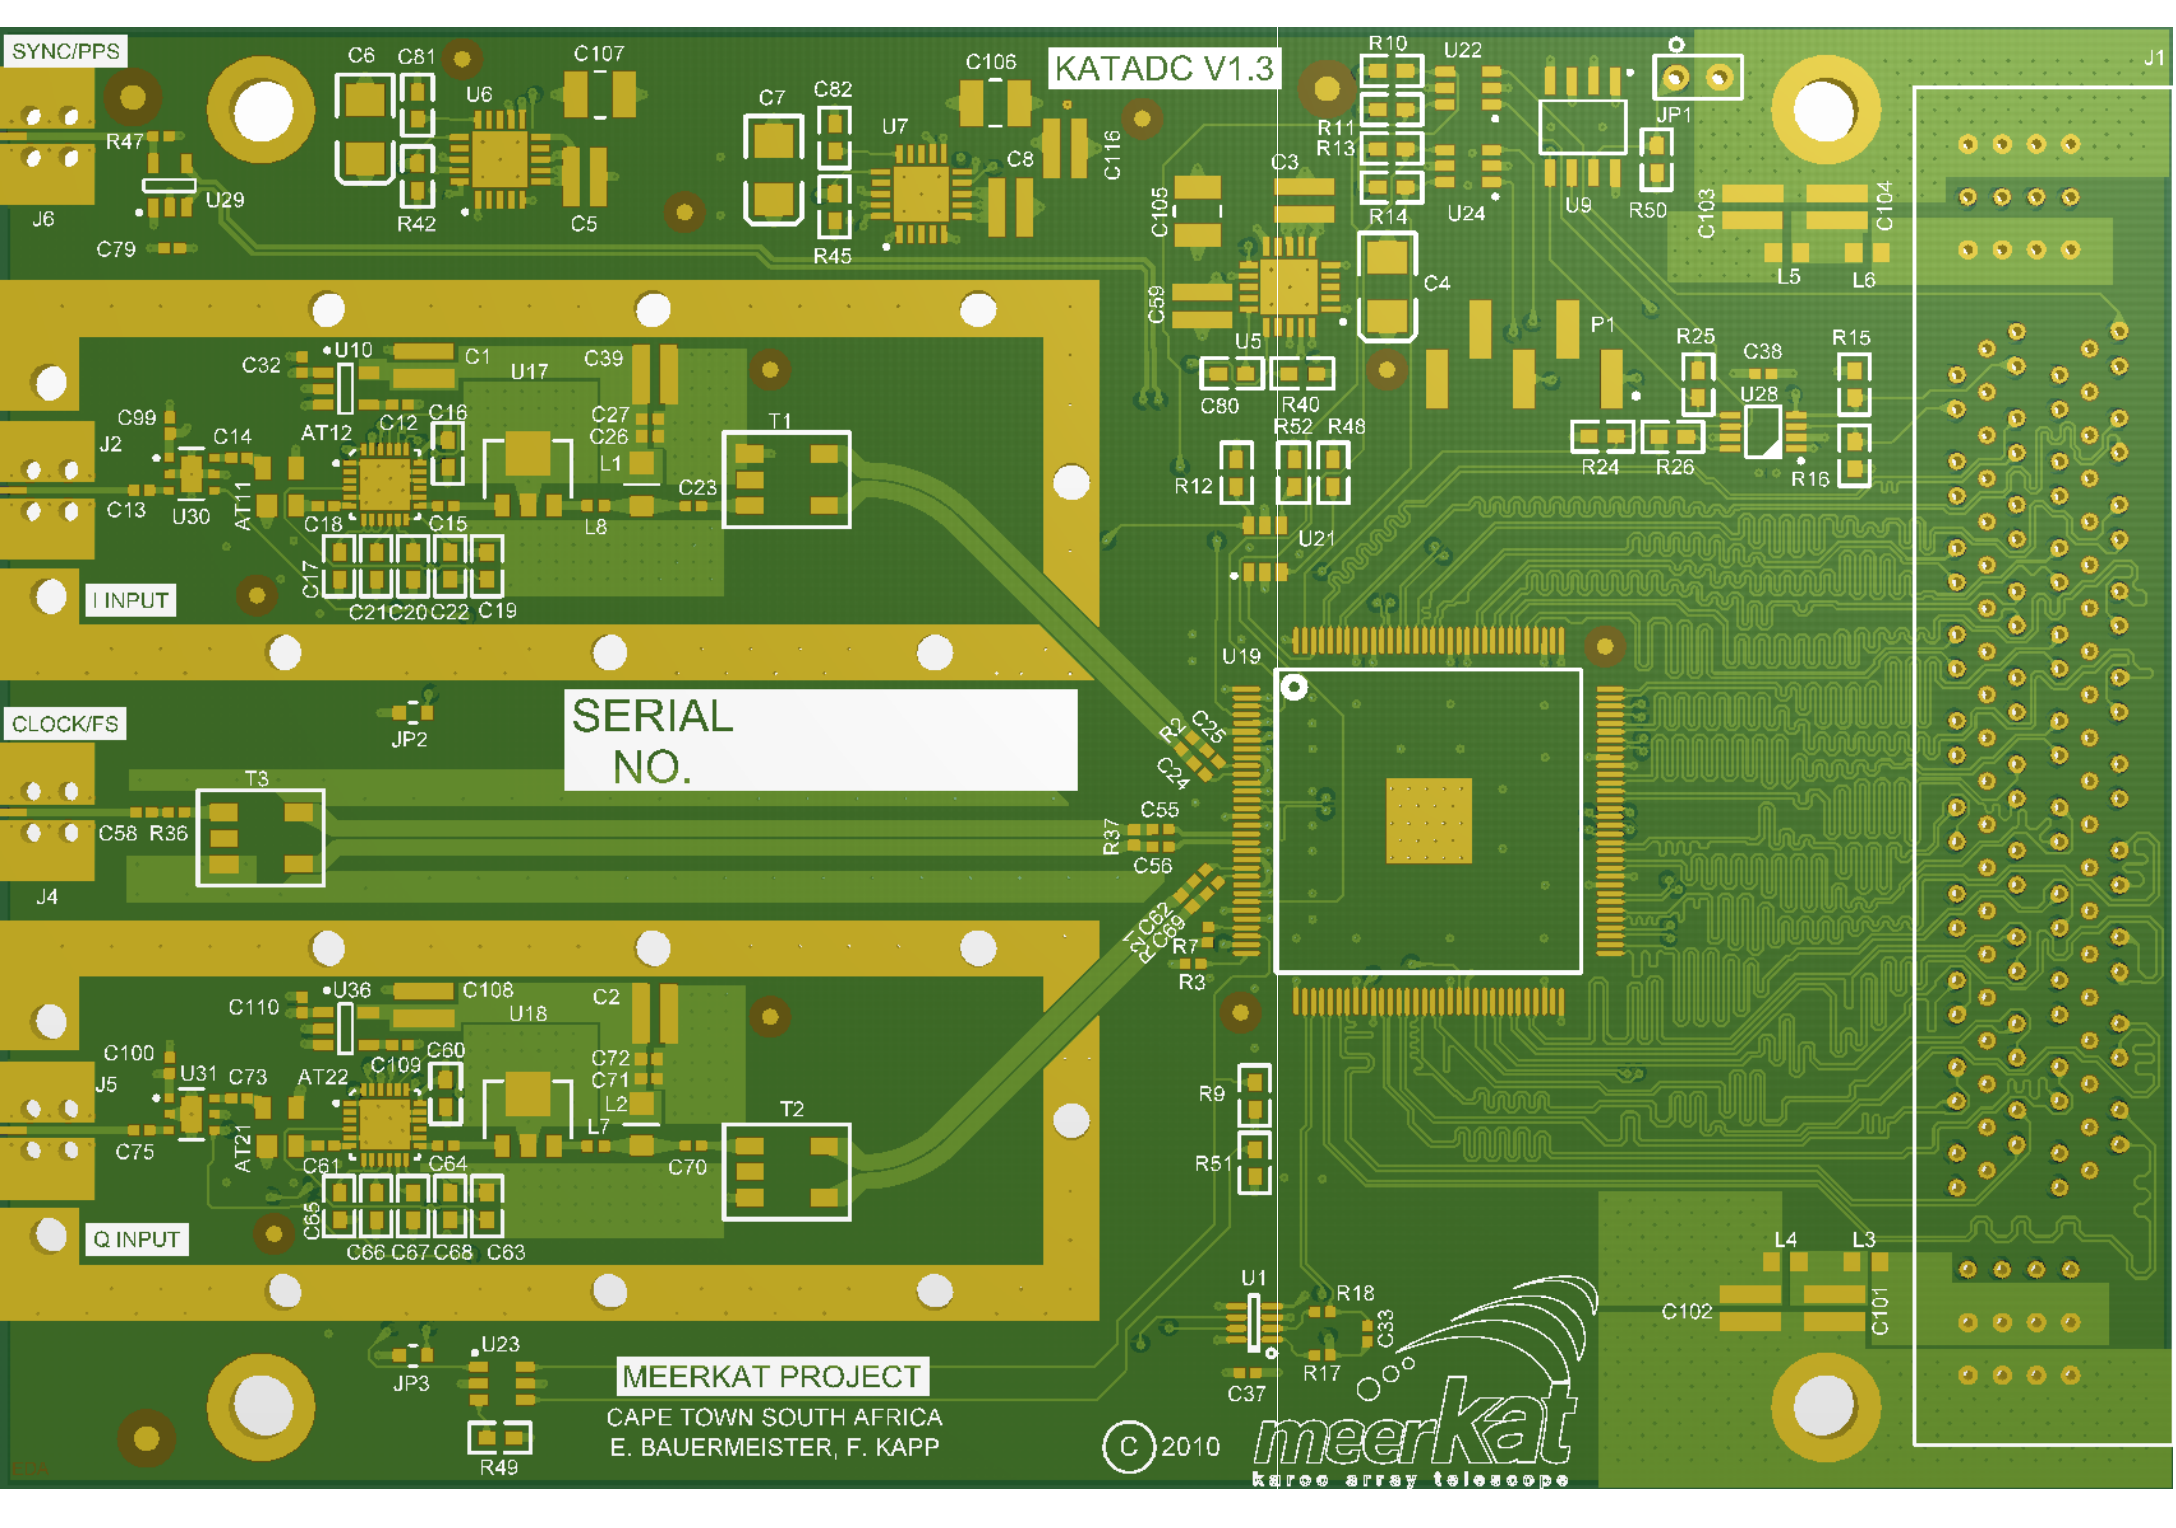 SYNC/PPS
C6
C81
C107
C106
KATADC V1.3
R10
U22
J1
U6
C7
C82
U7
R11
R13
JP1
R47
C116
C8
C3
C105
U29
J6
R42
C5
R14
U24
U9
R50
C103
C104
C79
R45
C59
C4
L5
L6
C32
U10
C1
U17
C39
U5
P1
R25
C38
R15
C99
C14
C12
C16
C27
C26
T1
C80
R40
U28
J2
AT12
R52
R48
L1
R24
R26
R16
C13
U30
AT11
C18
C15
L8
C23
R12
U21
C17
I INPUT
C21
C20
C22
C19
U19
CLOCK/FS
JP2
SERIAL
NO.
R2
C25
C24
T3
C58
R36
R37
C55
C56
J4
R21
C62
C69
R7
R3
C110
U36
C108
U18
C2
C100
U31
C73
C109
C60
C72
C71
J5
AT22
L2
T2
R9
C75
AT21
C61
C64
L7
C70
R51
C65
Q INPUT
C66
C67
C68
C63
L4
L3
U1
R18
C33
C102
C101
U23
JP3
R17
C37
MEERKAT PROJECT
CAPE TOWN SOUTH AFRICA
E. BAUERMEISTER, F. KAPP
R49
C 2010
meerkat
karoo array telescope